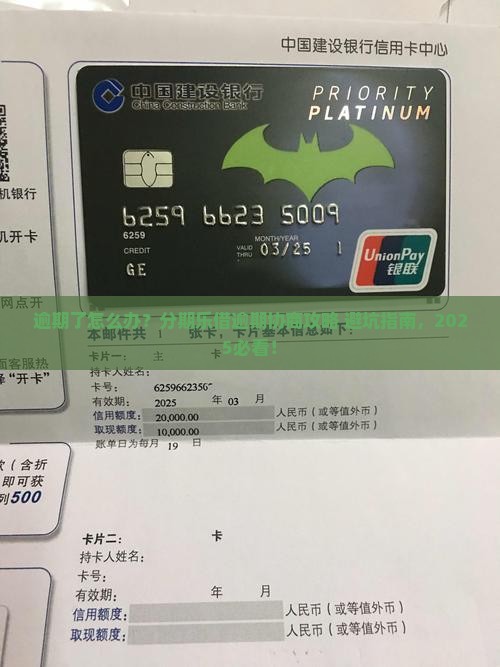 中国建设银行信用卡中心
中国建设银行
China Construction Bank
PRIORITY
PLATINUM
机银行
机开卡
6259 6623 5009
6259
MONTH/YEAR
CREDIT
VALID THRU
03/25 1
GE
UnionPay
银联
网点开
逾期了怎么办？分期乐借逾期协商攻略,避坑指南，202
5必看！
本邮件共 1 张卡，卡片基本信息如下：
面客服热
择“开卡”
卡片一： 主 卡
持卡人姓名：
卡号： 6259662350
有效期： 2025 年 03 月
信用额度： 20,000.00 人民币（或等值外币）
取现额度： 10,000.00 人民币（或等值外币）
账单日为每月 19 日
款（含折
即可获
列500
卡片二： 卡
持卡人姓名：
卡号：
有效期： 年 月
信用额度： 人民币（或等值外币）
取现额度： 人民币（或等值外币）